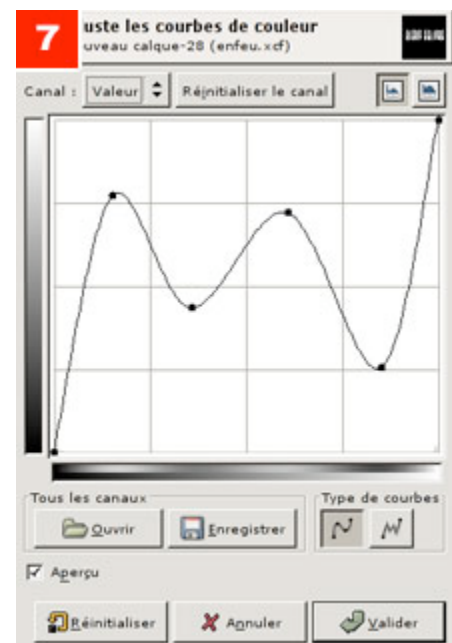 7
uste les courbes de couleur
uveau calque-28 (enfeu.xcf)
Canal : Valeur Réinitialiser le canal
Tous les canaux
Ouvrir Enregistrer
Type de courbes
Aperçu
Réinitialiser Annuler Valider